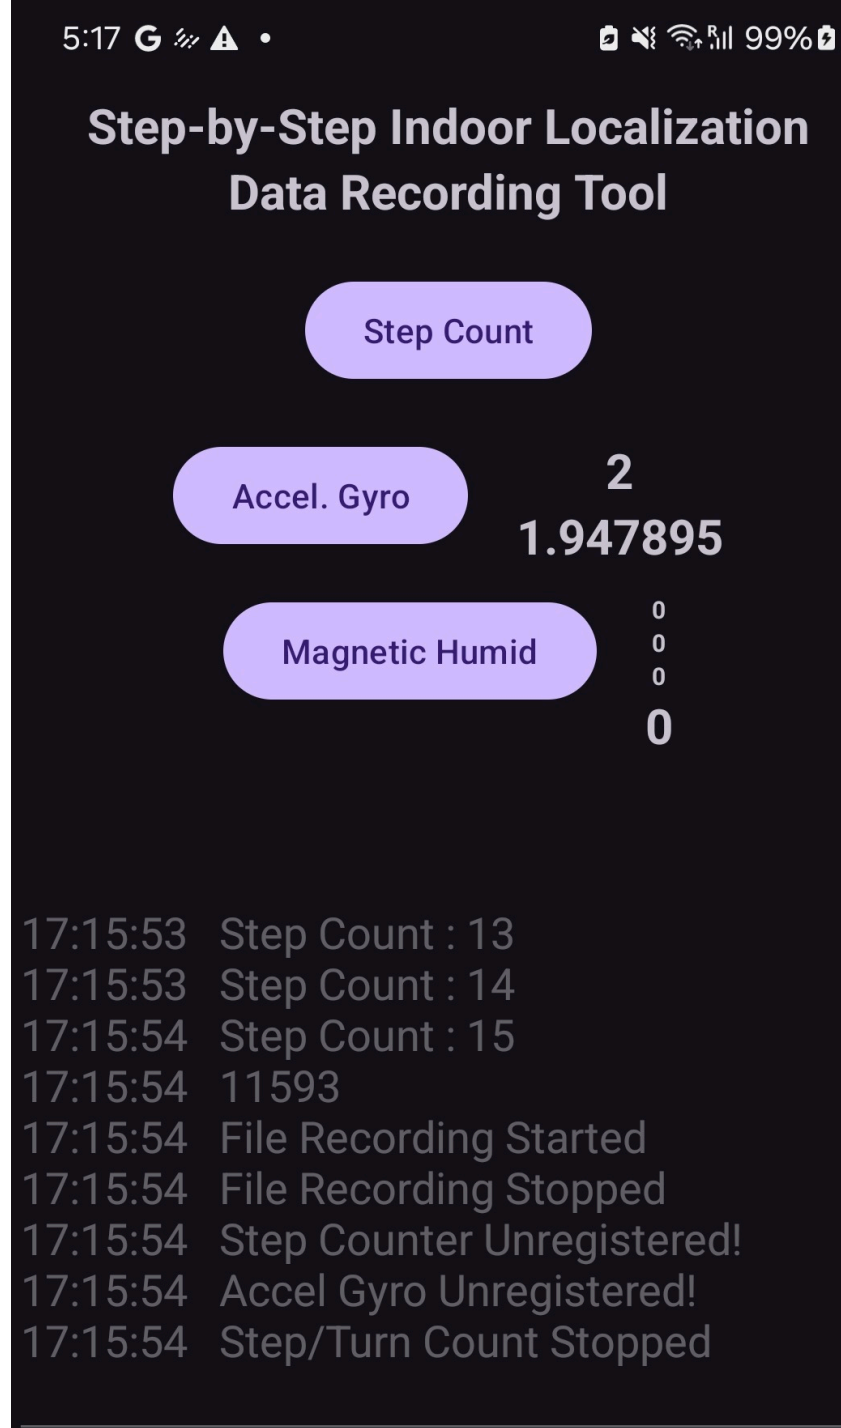 5:17 G 99%
Step-by-Step Indoor Localization
Data Recording Tool
Step Count
Accel. Gyro
2
1.947895
Magnetic Humid
0
0
0
0
17:15:53 Step Count : 13
17:15:53 Step Count : 14
17:15:54 Step Count : 15
17:15:54 11593
17:15:54 File Recording Started
17:15:54 File Recording Stopped
17:15:54 Step Counter Unregistered!
17:15:54 Accel Gyro Unregistered!
17:15:54 Step/Turn Count Stopped